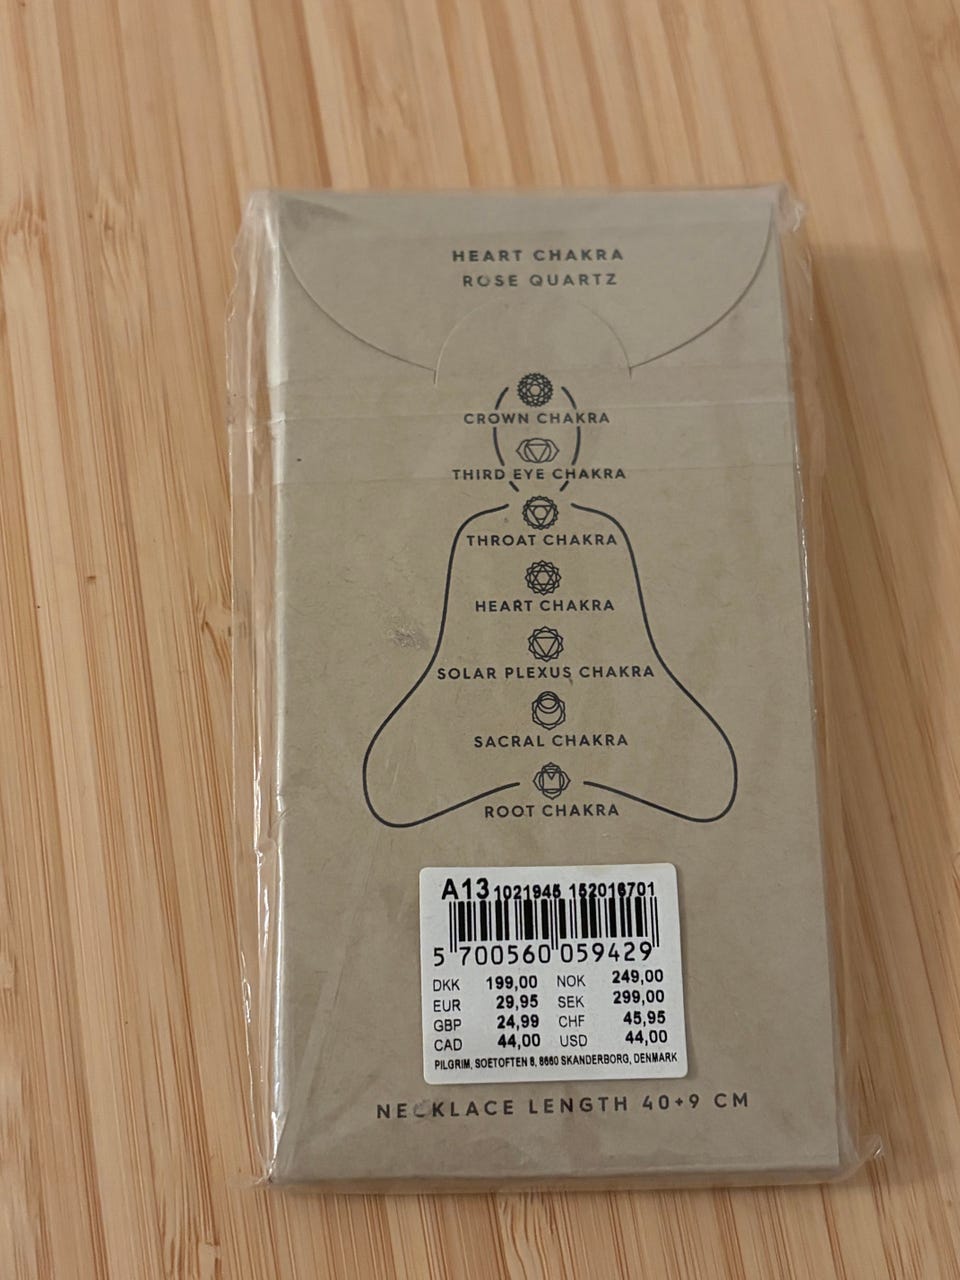 HEART CHAKRA
ROSE QUARTZ
CROWN CHAKRA
THIRD EYE CHAKRA
THROAT CHAKRA
HEART CHAKRA
SOLAR PLEXUS CHAKRA
SACRAL CHAKRA
ROOT CHAKRA
A13 1021945 152016701
5 700560 059429
DKK 199,00 NOK 249,00
EUR 29,95 SEK 299,00
GBP 24,99 CHF 45,95
CAD 44,00 USD 44,00
PILGRIM, SOETOFTEN 8, 8660 SKANDERBORG, DENMARK
NECKLACE LENGTH 40+9 CM